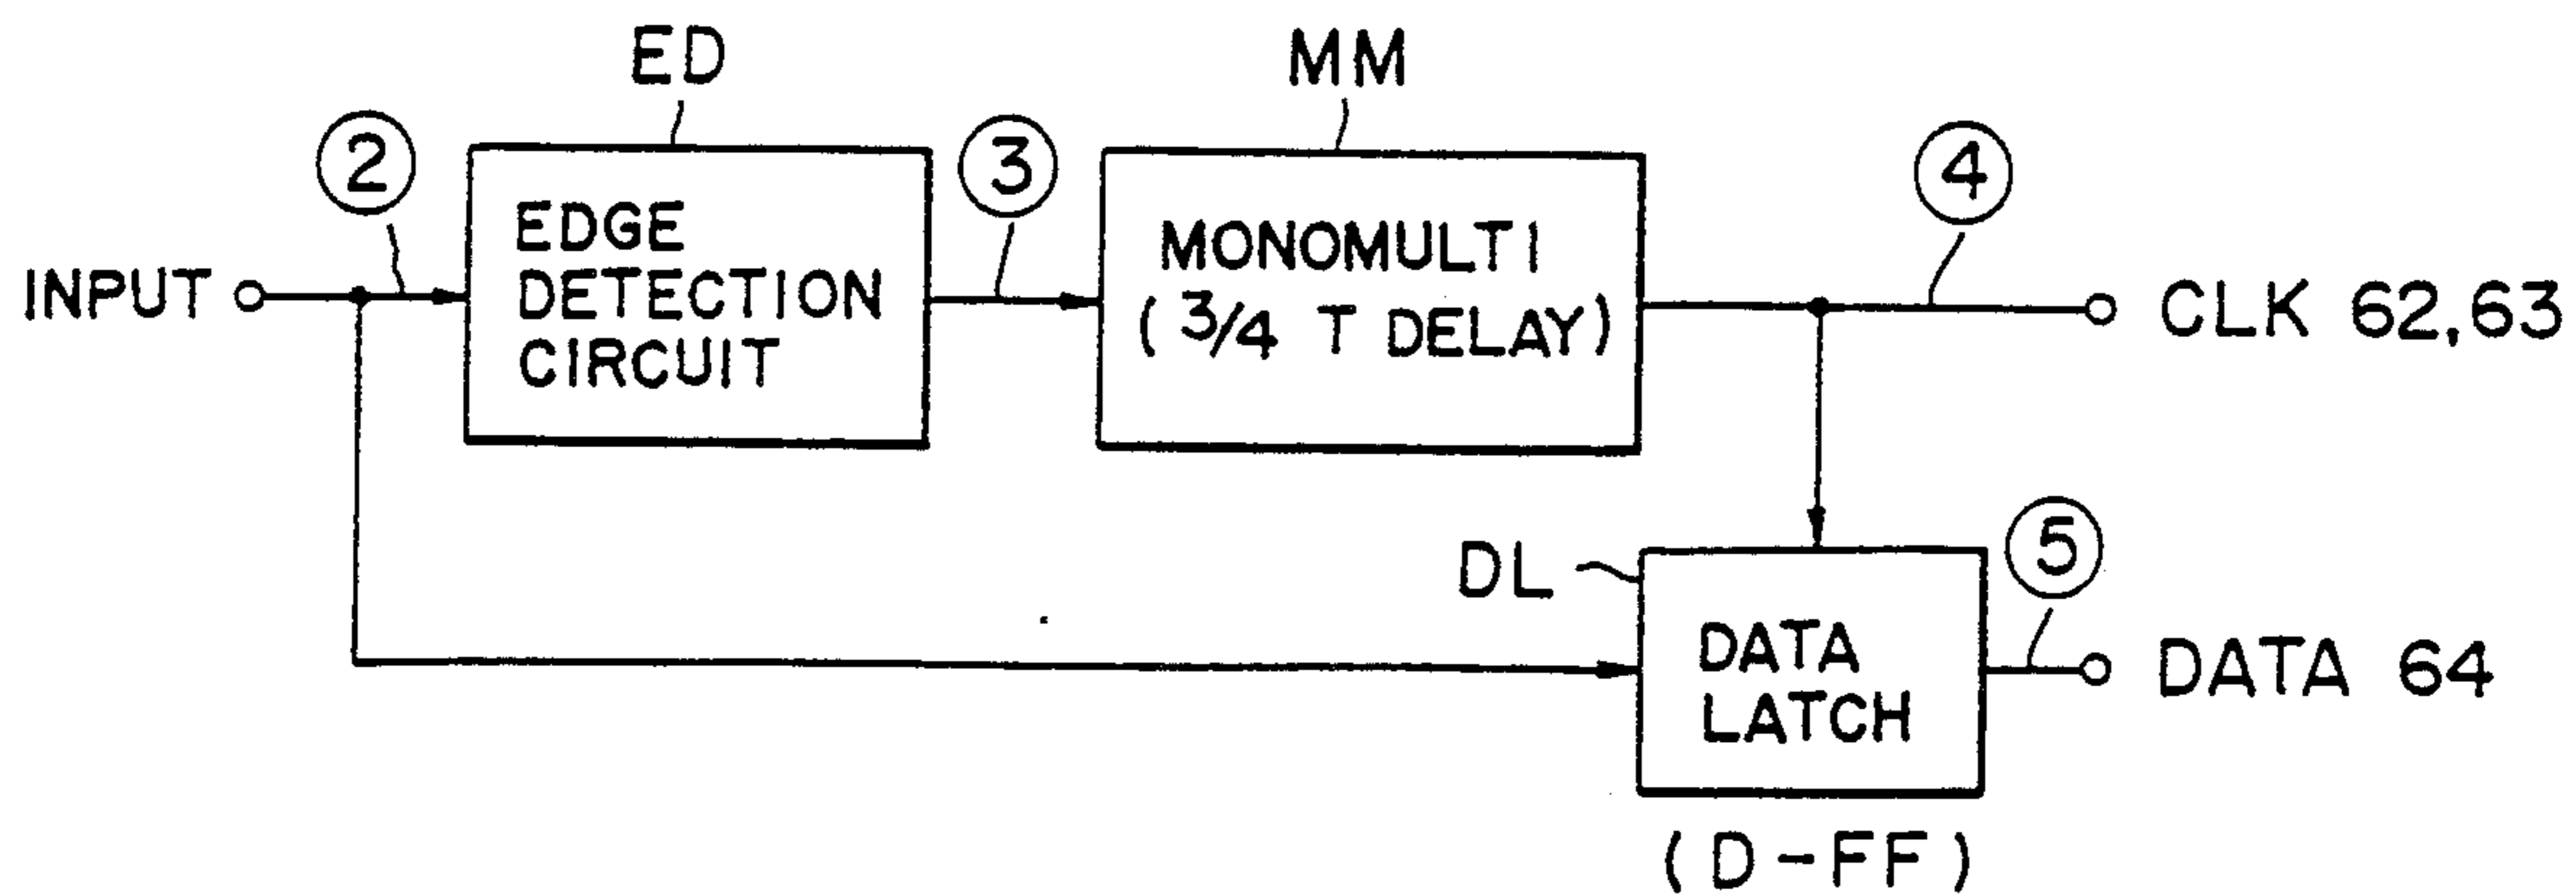 ED
MM
②
③
④
EDGE
DETECTION
CIRCUIT
MONOMULTI
( 3/4 T DELAY)
INPUT
CLK 62,63
DL
⑤
DATA
LATCH
DATA 64
( D-FF )